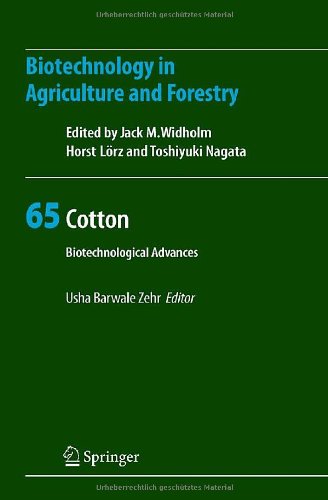 Urheberrechtlich geschütztes Material
Biotechnology in
Agriculture and Forestry
Edited by Jack M.Widholm
Horst Lörz and Toshiyuki Nagata
65 Cotton
Biotechnological Advances
Usha Barwale Zehr Editor
Springer
Urheberrechtlich geschütztes Material